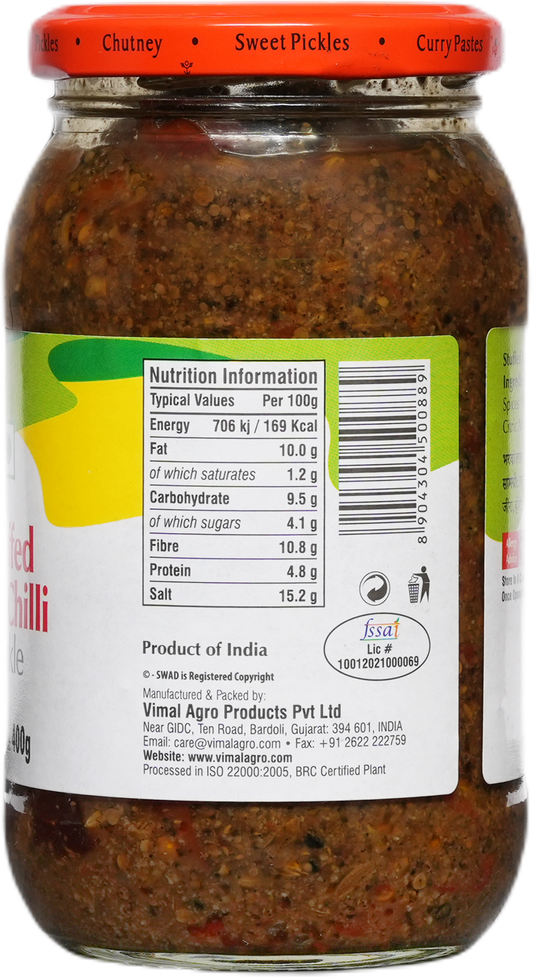 Pickles • Chutney • Sweet Pickles • Curry Pastes
Nutrition Information
Typical Values Per 100g
Energy 706 kj / 169 Kcal
Fat 10.0 g
of which saturates 1.2 g
Carbohydrate 9.5 g
of which sugars 4.1 g
Fibre 10.8 g
Protein 4.8 g
Salt 15.2 g
8 904304 500889
fssai
Lic #
10012021000069
Product of India
© - SWAD is Registered Copyright
Manufactured & Packed by:
Vimal Agro Products Pvt Ltd
Near GIDC, Ten Road, Bardoli, Gujarat: 394 601, INDIA
Email: care@vimalagro.com • Fax: +91 2622 222759
Website: www.vimalagro.com
Processed in ISO 22000:2005, BRC Certified Plant
ffed
Chilli
kle
400g
Stuffed
Ingre
Spice